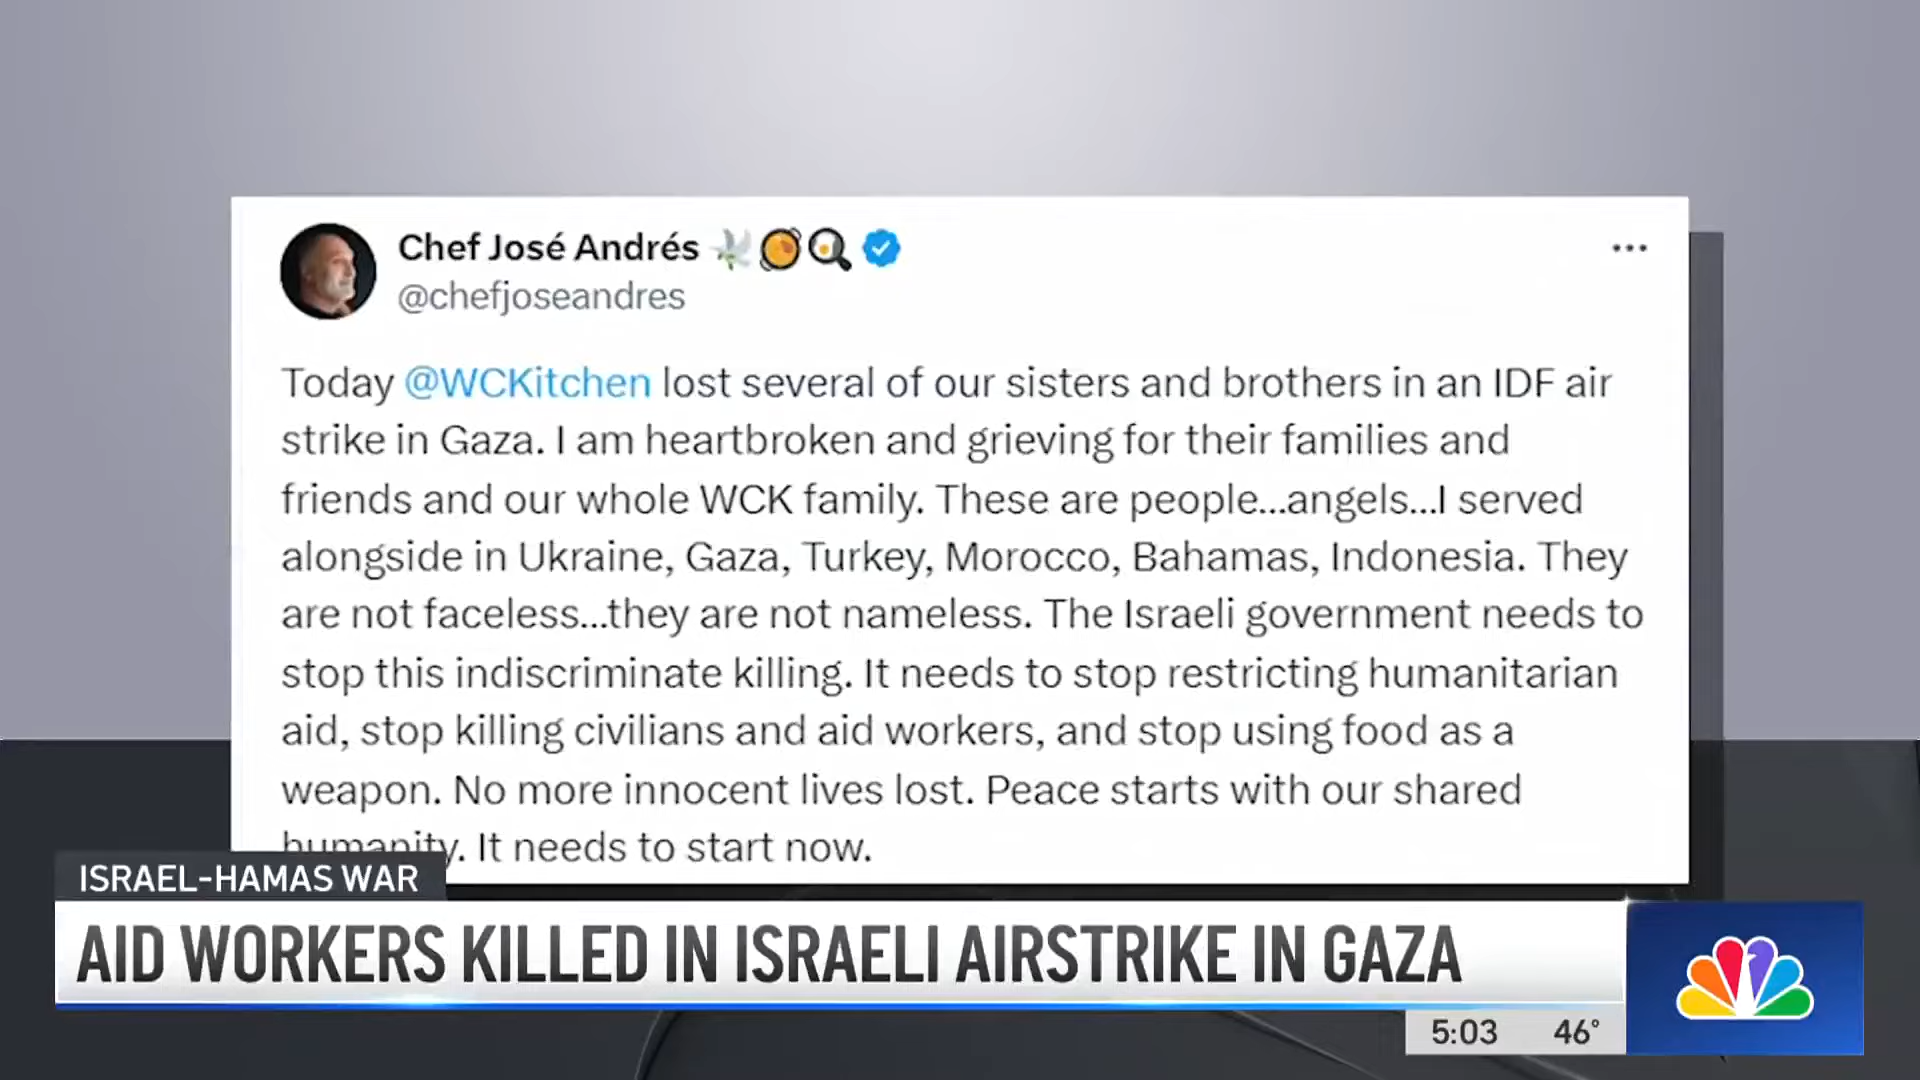 Chef José Andrés
@chefjoseandres
Today @WCKitchen lost several of our sisters and brothers in an IDF air
strike in Gaza. I am heartbroken and grieving for their families and
friends and our whole WCK family. These are people...angels...I served
alongside in Ukraine, Gaza, Turkey, Morocco, Bahamas, Indonesia. They
are not faceless...they are not nameless. The Israeli government needs to
stop this indiscriminate killing. It needs to stop restricting humanitarian
aid, stop killing civilians and aid workers, and stop using food as a
weapon. No more innocent lives lost. Peace starts with our shared
humanity. It needs to start now.
ISRAEL-HAMAS WAR
AID WORKERS KILLED IN ISRAELI AIRSTRIKE IN GAZA
5:03 46°